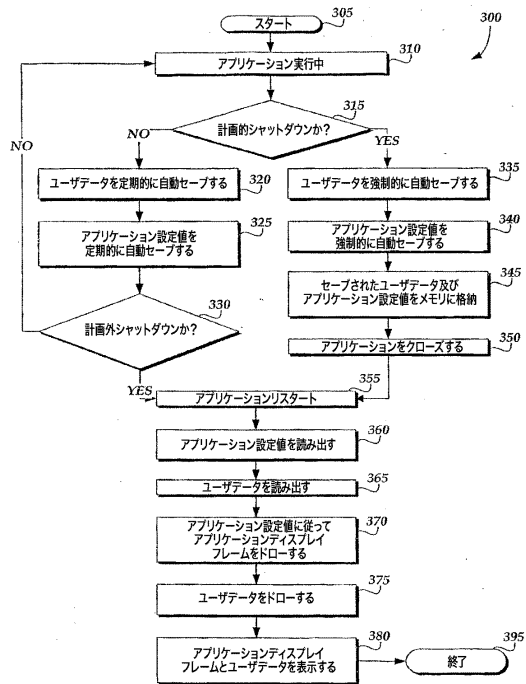 スタート
305
300
アプリケーション実行中
310
計画的シャットダウンか?
315
NO
YES
NO
ユーザデータを定期的に自動セーブする
320
ユーザデータを強制的に自動セーブする
335
アプリケーション設定値を
定期的に自動セーブする
325
アプリケーション設定値を
強制的に自動セーブする
340
セーブされたユーザデータ及び
アプリケーション設定値をメモリに格納
345
計画外シャットダウンか?
330
アプリケーションをクローズする
350
YES
アプリケーションリスタート
355
アプリケーション設定値を読み出す
360
ユーザデータを読み出す
365
アプリケーション設定値に従って
アプリケーションディスプレイ
フレームをドローする
370
ユーザデータをドローする
375
アプリケーションディスプレイ
フレームとユーザデータを表示する
380
終了
395